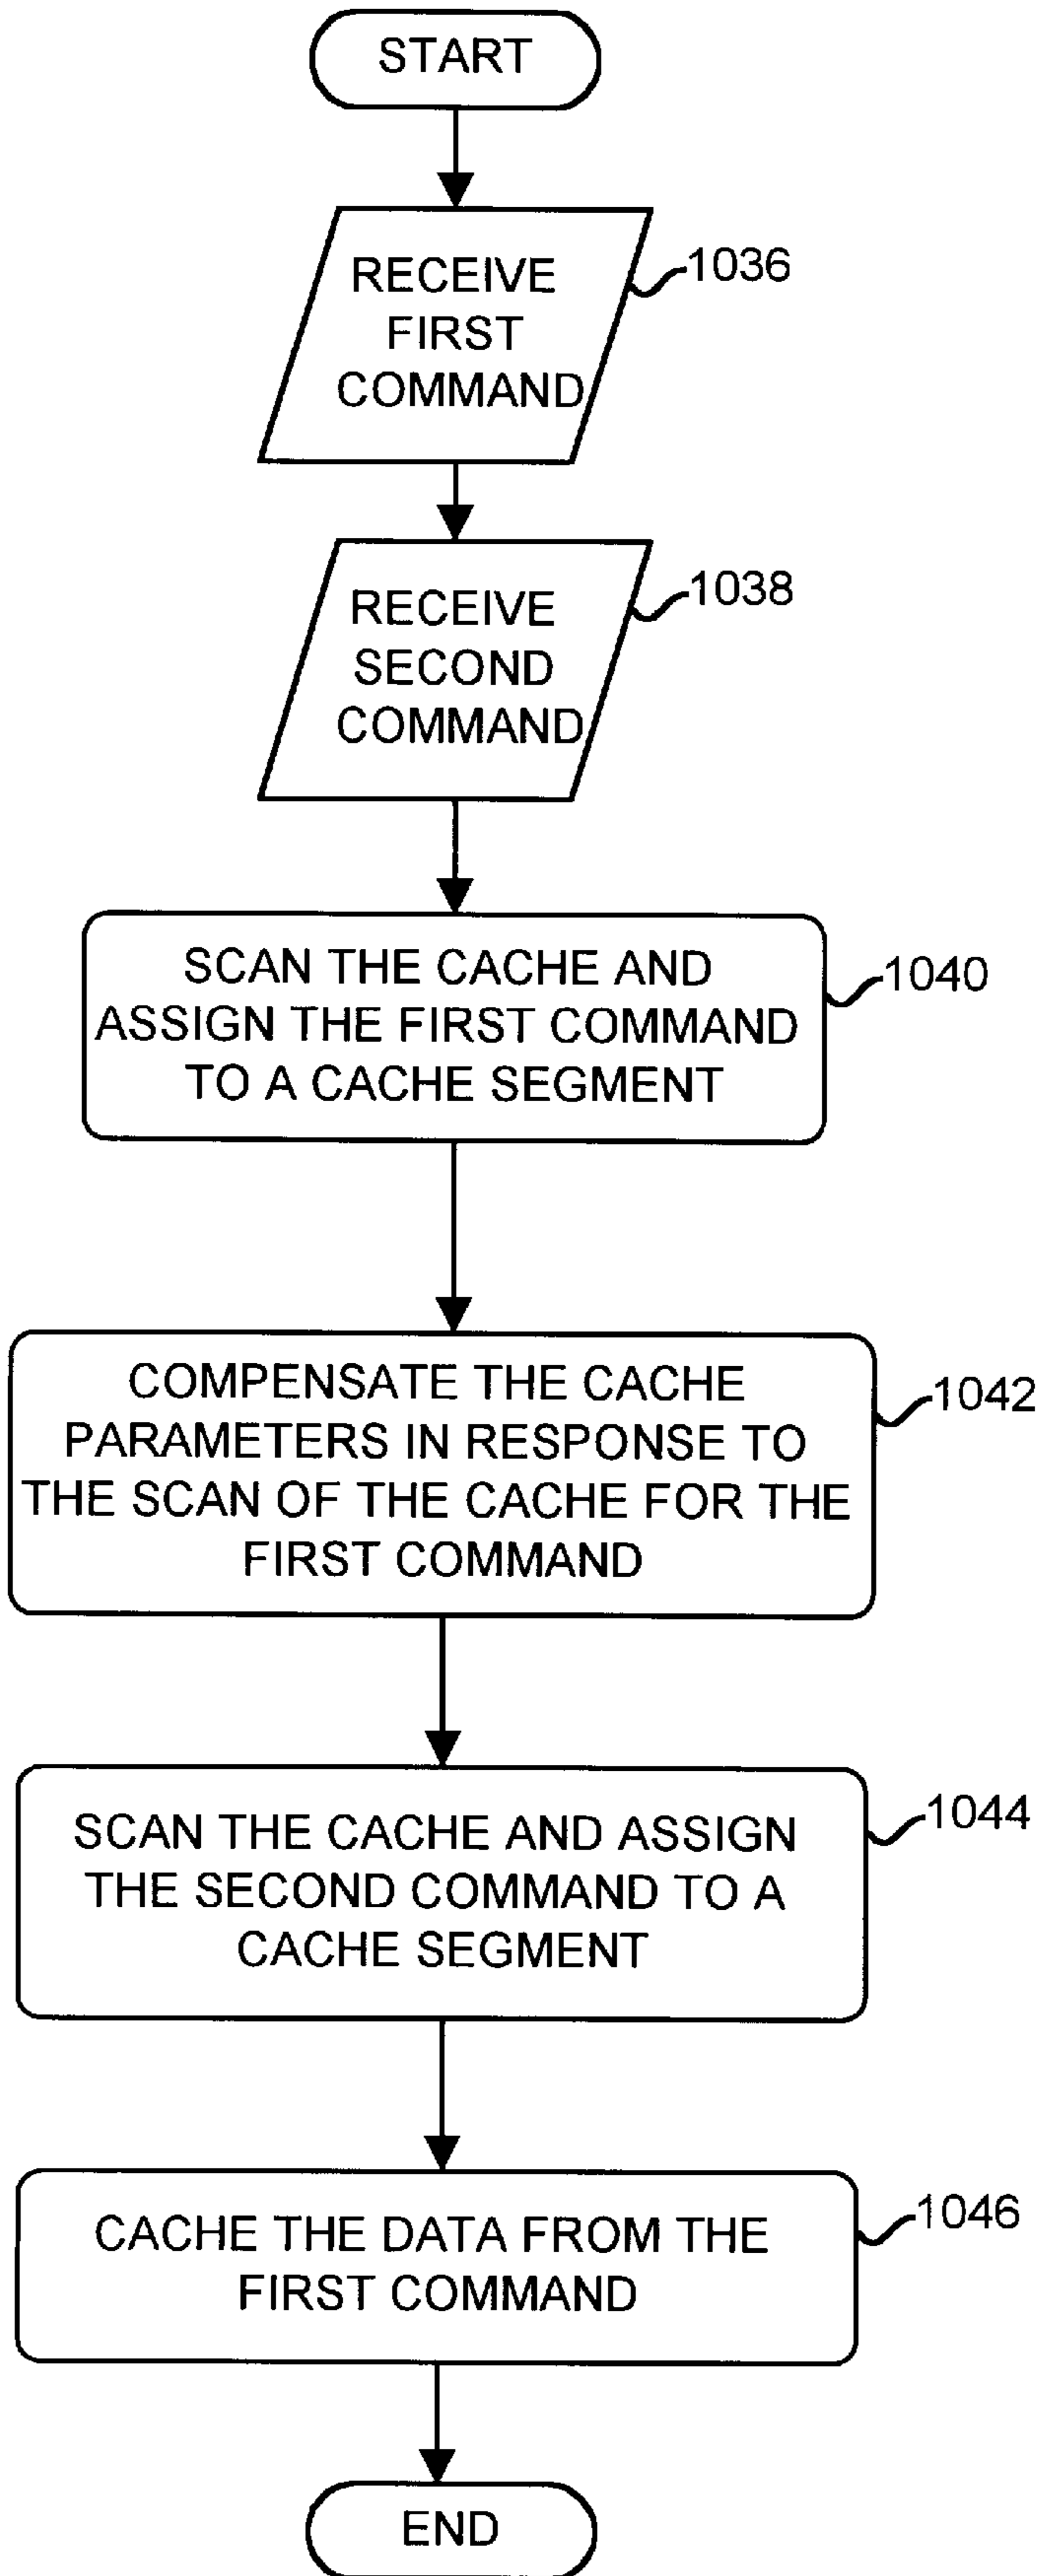 START
RECEIVE
FIRST
COMMAND
1036
RECEIVE
SECOND
COMMAND
1038
SCAN THE CACHE AND
ASSIGN THE FIRST COMMAND
TO A CACHE SEGMENT
1040
COMPENSATE THE CACHE
PARAMETERS IN RESPONSE TO
THE SCAN OF THE CACHE FOR THE
FIRST COMMAND
1042
SCAN THE CACHE AND ASSIGN
THE SECOND COMMAND TO A
CACHE SEGMENT
1044
CACHE THE DATA FROM THE
FIRST COMMAND
1046
END